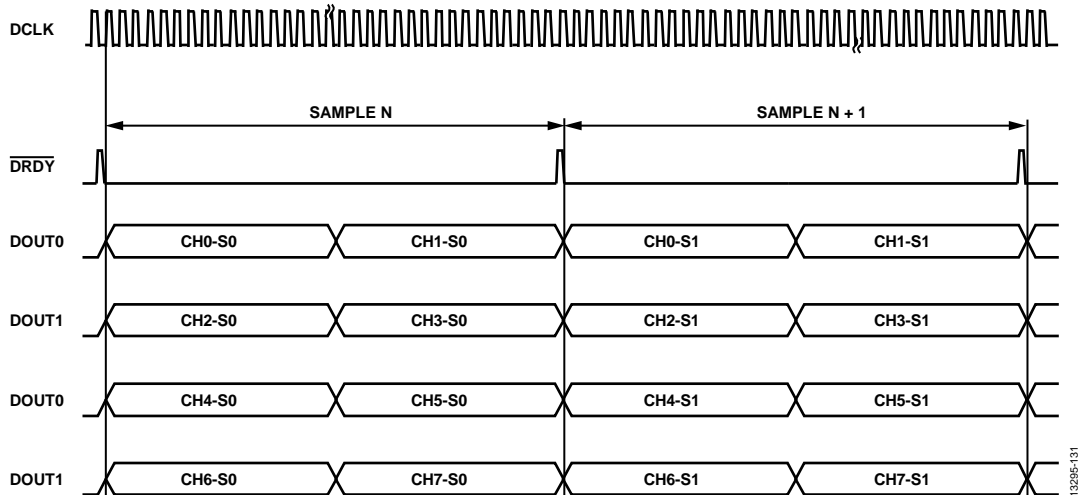 DCLK
SAMPLE N SAMPLE N + 1
DRDY
DOUT0 CH0-S0 CH1-S0 CH0-S1 CH1-S1
DOUT1 CH2-S0 CH3-S0 CH2-S1 CH3-S1
DOUT0 CH4-S0 CH5-S0 CH4-S1 CH5-S1
DOUT1 CH6-S0 CH7-S0 CH6-S1 CH7-S1
13295-131